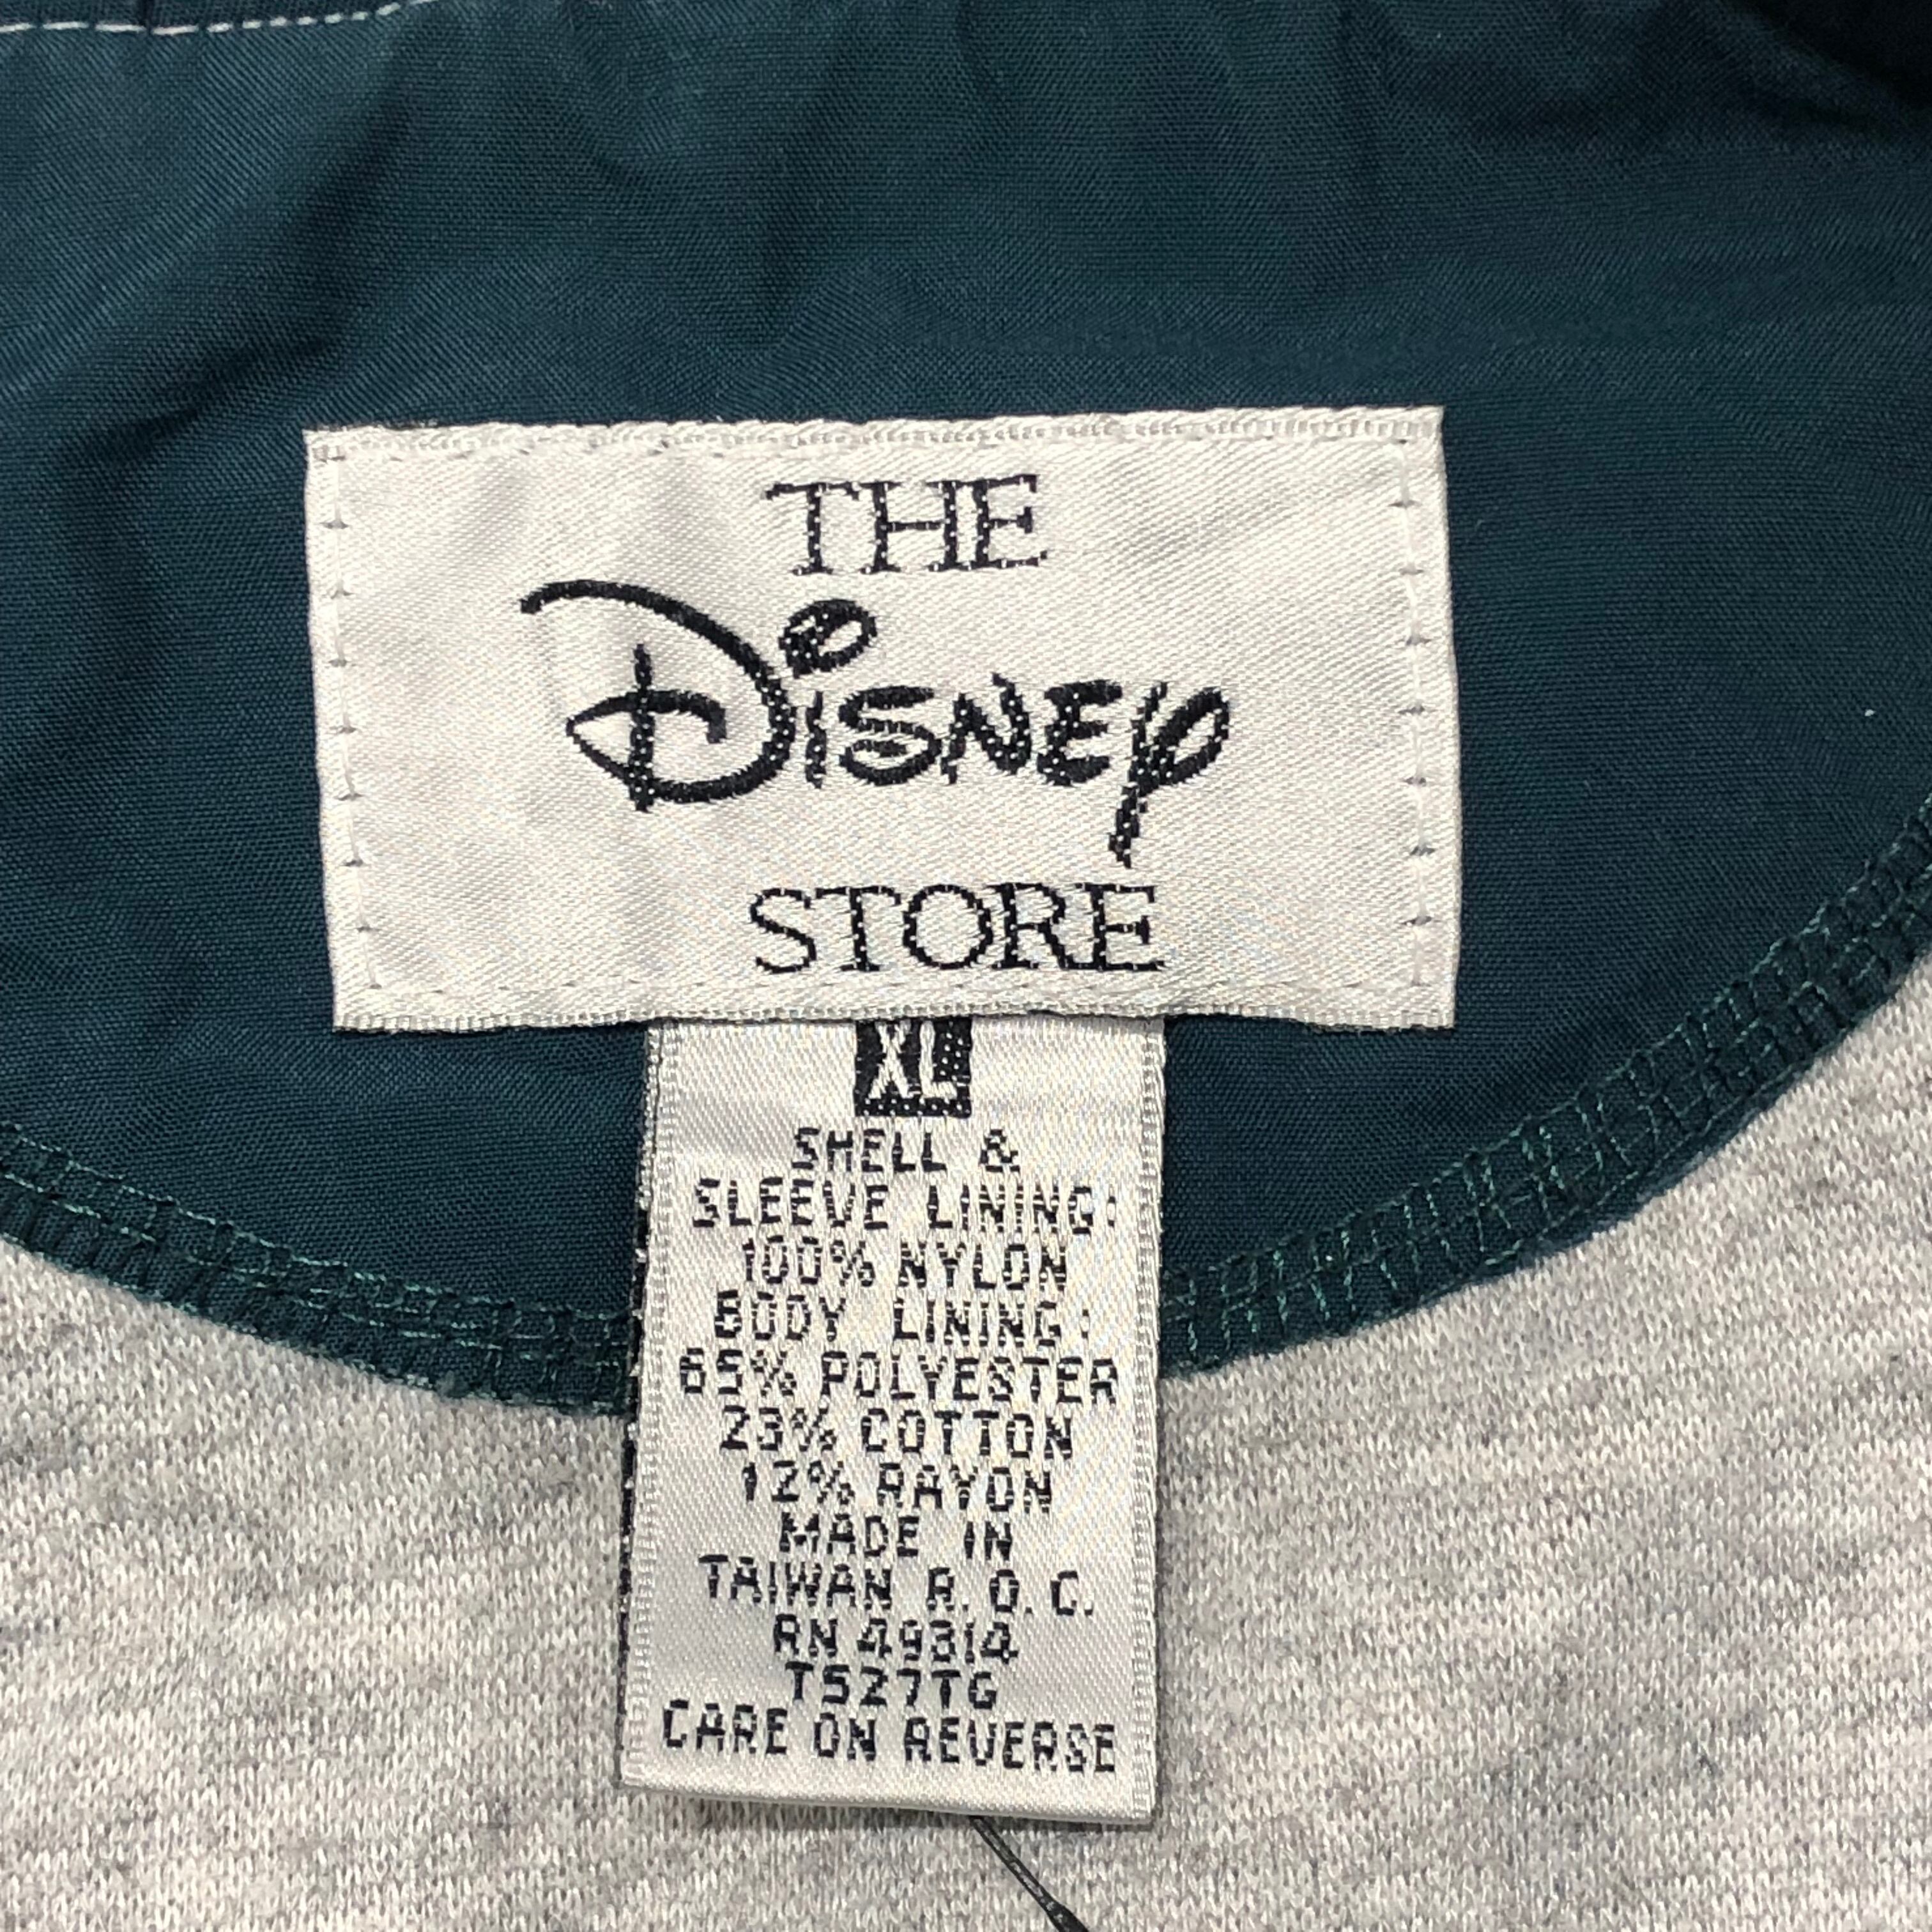 THE
Disney
STORE
XL
SHELL &
SLEEVE LINING:
100% NYLON
BODY LINING:
65% POLYESTER
23% COTTON
12% RAYON
MADE IN
TAIWAN R.O.C.
RN 49314
T527TG
CARE ON REVERSE